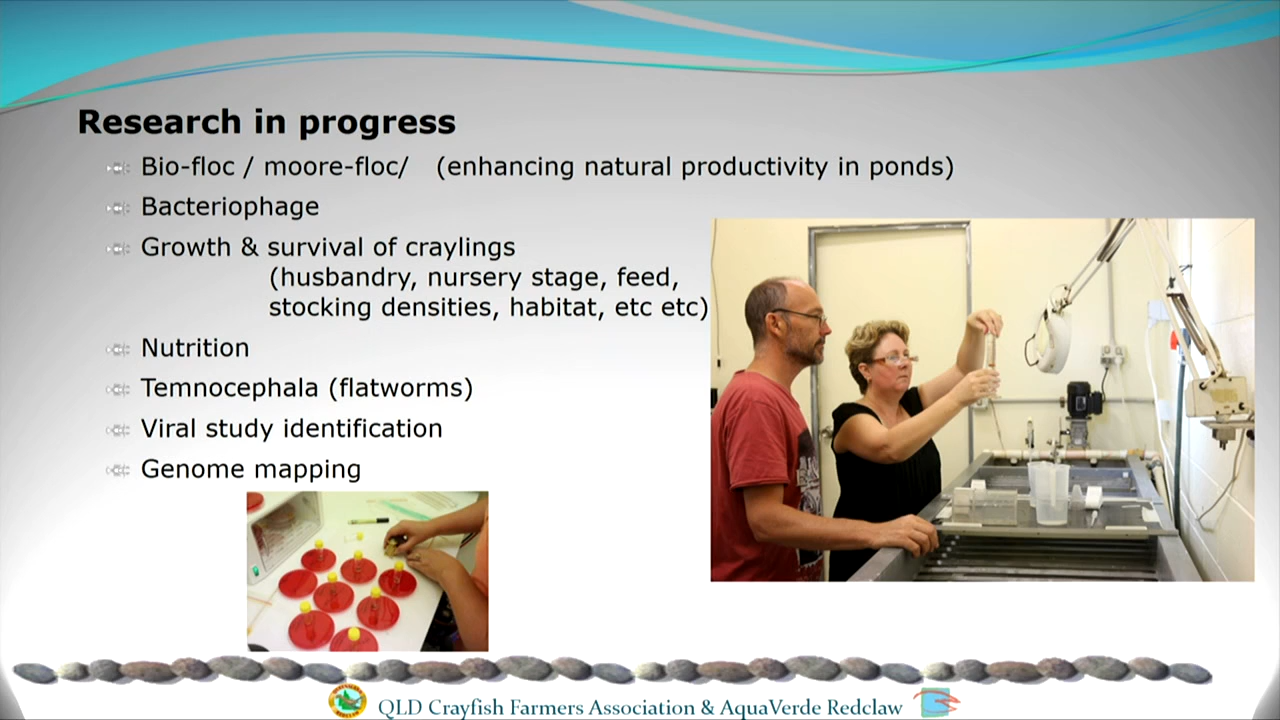 Research in progress
Bio-floc / moore-floc/ (enhancing natural productivity in ponds)
Bacteriophage
Growth & survival of craylings
(husbandry, nursery stage, feed,
stocking densities, habitat, etc etc)
Nutrition
Temnocephala (flatworms)
Viral study identification
Genome mapping
QLD Crayfish Farmers Association & AquaVerde Redclaw